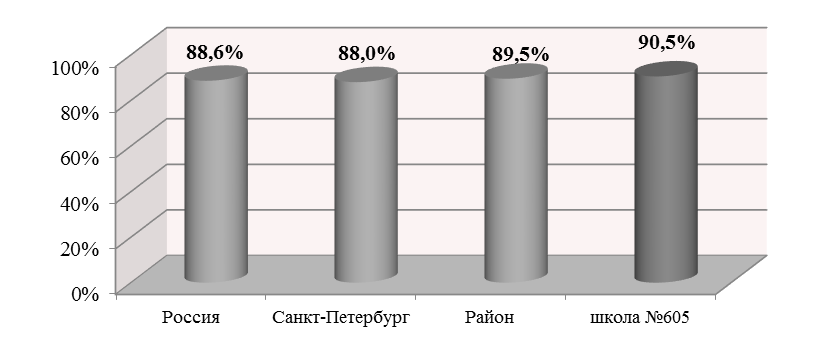 88,6%
88,0%
89,5%
90,5%
100%
80%
60%
40%
20%
0%
Россия
Санкт-Петербург
Район
школа №605